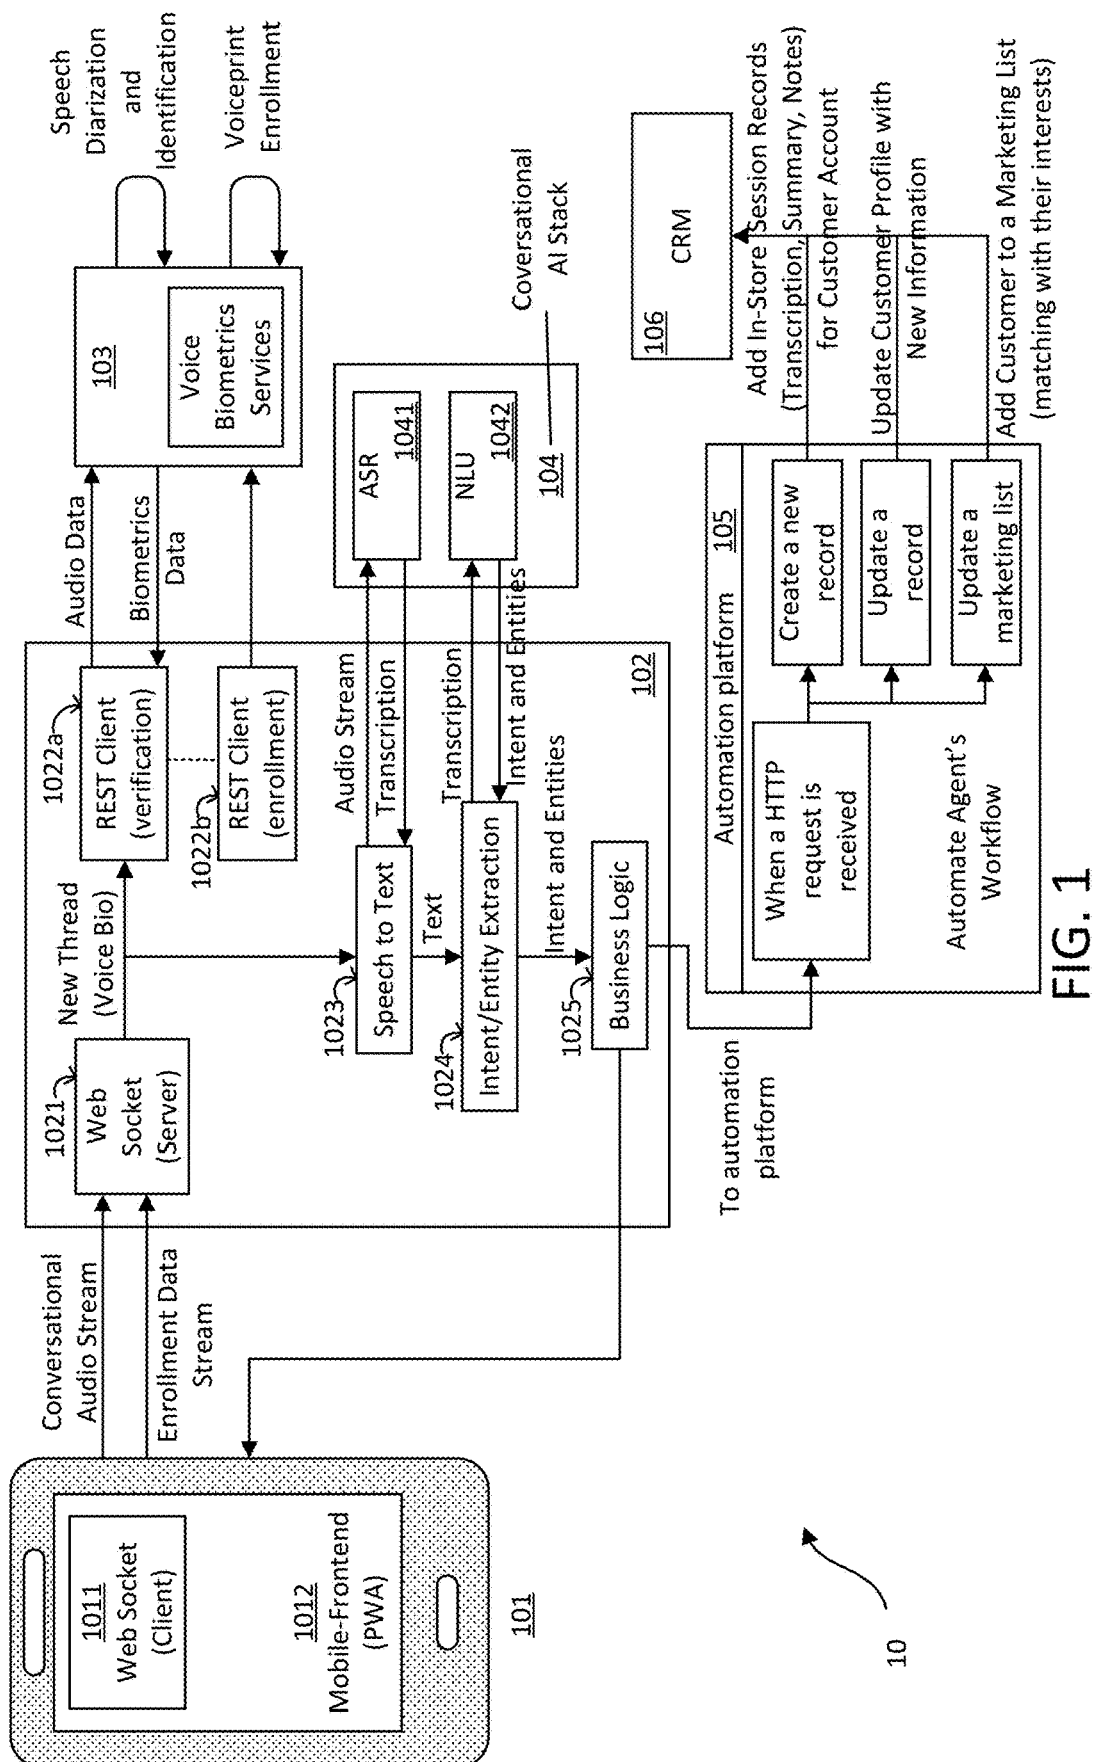 Conversational
Audio Stream
Enrollment Data
Stream
1011
Web Socket
(Client)
1012
Mobile-Frontend
(PWA)
101
10
1021
Web
Socket
(Server)
New Thread
(Voice Bio)
1022a
REST Client
(verification)
1022b
REST Client
(enrollment)
Audio Data
Biometrics
Data
103
Voice
Biometrics
Services
Speech
Diarization
and
Identification
Voiceprint
Enrollment
1023
Speech to Text
Text
Audio Stream
Transcription
1024
Intent/Entity Extraction
Transcription
Intent and Entities
Intent and Entities
1025
Business Logic
102
ASR
1041
NLU
1042
104
Coversational
AI Stack
To automation
platform
Automation platform
105
When a HTTP
request is
received
Automate Agent's
Workflow
Create a new
record
Update a
record
Update a
marketing list
106
CRM
Add In-Store Session Records
(Transcription, Summary, Notes)
for Customer Account
Update Customer Profile with
New Information
Add Customer to a Marketing List
(matching with their interests)
FIG. 1